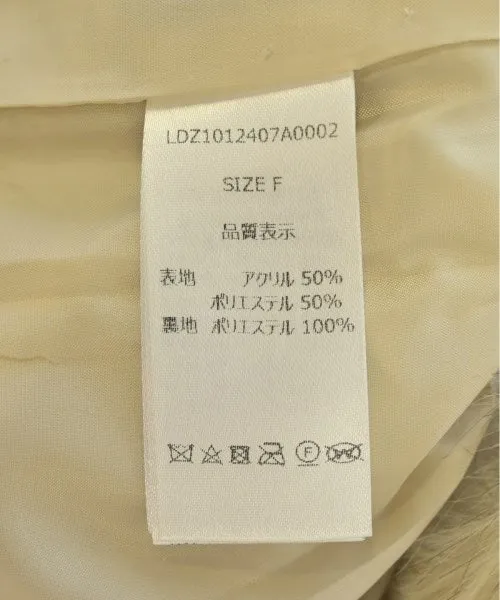 LDZ1012407A0002
SIZE F
品質表示
表地 アクリル 50%
ポリエステル 50%
裏地 ポリエステル 100%
F
W